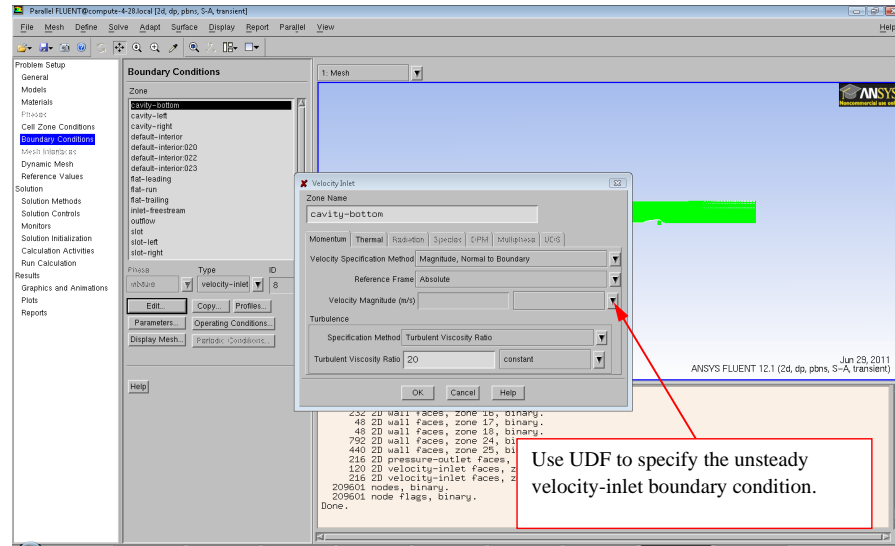 Parallel FLUENT@compute-4-28.local [2d, dp, pbns, S-A, transient]
File Mesh Define Solve Adapt Surface Display Report Parallel View Help
Problem Setup
General
Models
Materials
Phases
Cell Zone Conditions
Boundary Conditions
Mesh Interfaces
Dynamic Mesh
Reference Values
Solution
Solution Methods
Solution Controls
Monitors
Solution Initialization
Calculation Activities
Run Calculation
Results
Graphics and Animations
Plots
Reports
Boundary Conditions
Zone
cavity-bottom
cavity-left
cavity-right
default-interior
default-interior:020
default-interior:022
default-interior:023
flat-leading
flat-run
flat-trailing
inlet-freestream
outflow
slot
slot-left
slot-right
Phase Type ID
mixture velocity-inlet 8
Edit... Copy... Profiles...
Parameters... Operating Conditions...
Display Mesh... Periodic Conditions...
Help
1: Mesh
ANSYS
Noncommercial use only
Velocity Inlet
Zone Name
cavity-bottom
Momentum Thermal Radiation Species DPM Multiphase UDS
Velocity Specification Method Magnitude, Normal to Boundary
Reference Frame Absolute
Velocity Magnitude (m/s)
Turbulence
Specification Method Turbulent Viscosity Ratio
Turbulent Viscosity Ratio 20 constant
OK Cancel Help
Jun 29, 2011
ANSYS FLUENT 12.1 (2d, dp, pbns, S-A, transient)
232 2D wall faces, zone 16, binary.
48 2D wall faces, zone 17, binary.
48 2D wall faces, zone 18, binary.
792 2D wall faces, zone 24, bi
440 2D wall faces, zone 25, bi
216 2D pressure-outlet faces,
120 2D velocity-inlet faces, z
216 2D velocity-inlet faces, z
209601 nodes, binary.
209601 node flags, binary.
Done.
Use UDF to specify the unsteady
velocity-inlet boundary condition.